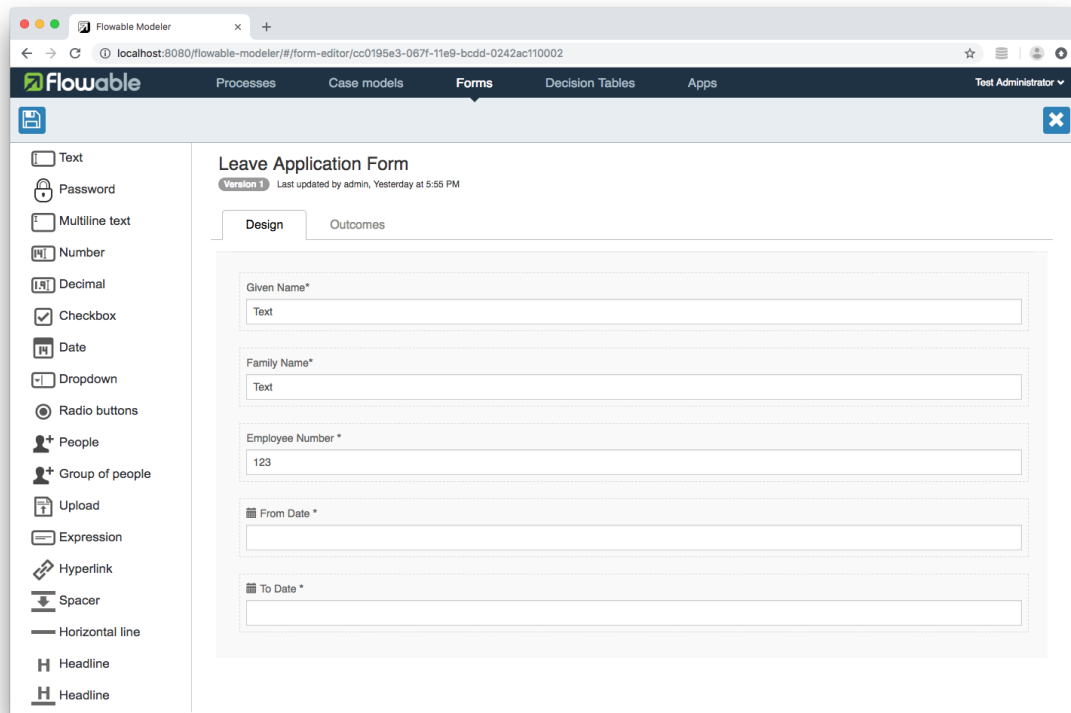 Flowable Modeler
localhost:8080/flowable-modeler/#/form-editor/cc0195e3-067f-11e9-bcdd-0242ac110002
flowable Processes Case models Forms Decision Tables Apps Test Administrator
Text
Password
Multiline text
Number
Decimal
Checkbox
Date
Dropdown
Radio buttons
People
Group of people
Upload
Expression
Hyperlink
Spacer
Horizontal line
Headline
Headline
Leave Application Form
Version 1 Last updated by admin, Yesterday at 5:55 PM
Design Outcomes
Given Name*
Text
Family Name*
Text
Employee Number *
123
From Date *
To Date *